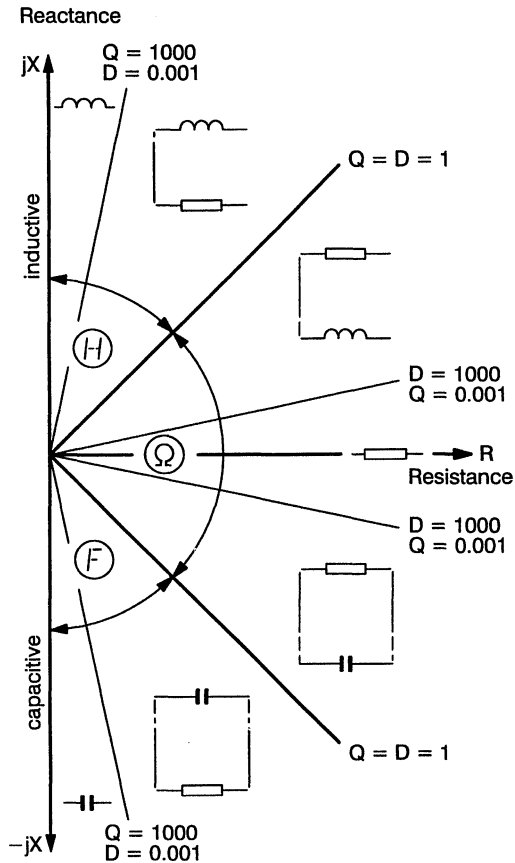 Reactance
jX
Q = 1000
D = 0.001
Q = D = 1
inductive
H
D = 1000
Q = 0.001
Ω
R
Resistance
D = 1000
Q = 0.001
F
capacitive
Q = D = 1
−jX
Q = 1000
D = 0.001